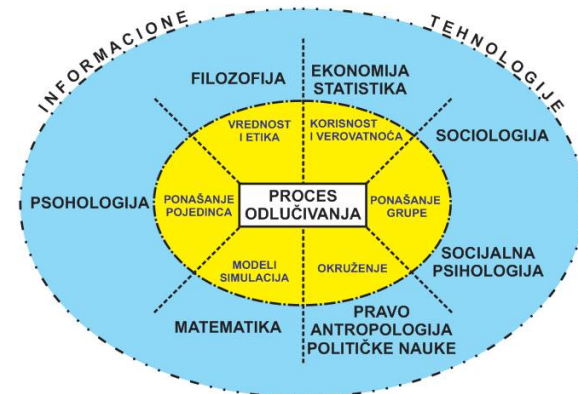 INFORMACIONE
TEHNOLOGIJE
FILOZOFIJA
EKONOMIJA
STATISTIKA
VREDNOST
I ETIKA
KORISNOST
I VEROVATNOĆA
SOCIOLOGIJA
PSOHOLOGIJA
PONAŠANJE
POJEDINCA
PROCES
ODLUČIVANJA
PONAŠANJE
GRUPE
MODELI
SIMULACIJA
OKRUŽENJE
SOCIJALNA
PSIHOLOGIJA
MATEMATIKA
PRAVO
ANTROPOLOGIJA
POLITIČKE NAUKE